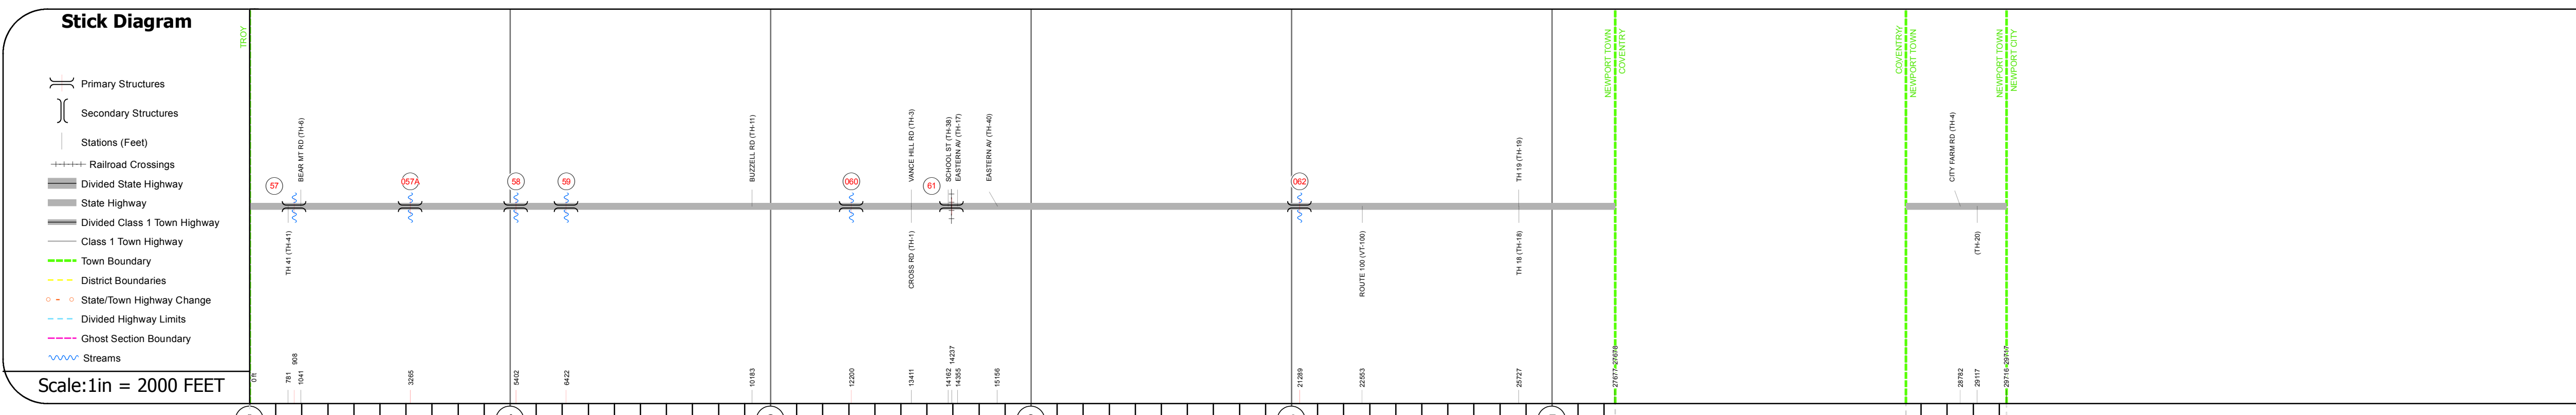 Stick Diagram
Primary Structures
Secondary Structures
Stations (Feet)
Railroad Crossings
Divided State Highway
State Highway
Divided Class 1 Town Highway
Class 1 Town Highway
Town Boundary
District Boundaries
State/Town Highway Change
Divided Highway Limits
Ghost Section Boundary
Streams
Scale:1in = 2000 FEET
TROY
NEWPORT TOWN
COVENTRY
COVENTRY
NEWPORT TOWN
NEWPORT TOWN
NEWPORT CITY
BEAR MT RD (TH-6)
BUZZELL RD (TH-11)
VANCE HILL RD (TH-3)
SCHOOL ST (TH-38)
EASTERN AV (TH-17)
EASTERN AV (TH-40)
TH 19 (TH-19)
CITY FARM RD (TH-4)
57
057A
58
59
060
61
062
TH 41 (TH-41)
CROSS RD (TH-1)
ROUTE 100 (VT-100)
TH 18 (TH-18)
(TH-20)
0 ft
781
908
1041
3265
5402
6422
10183
12200
13411
14162
14237
14355
15156
21289
22553
25727
27677
27678
28782
29117
29716
29717